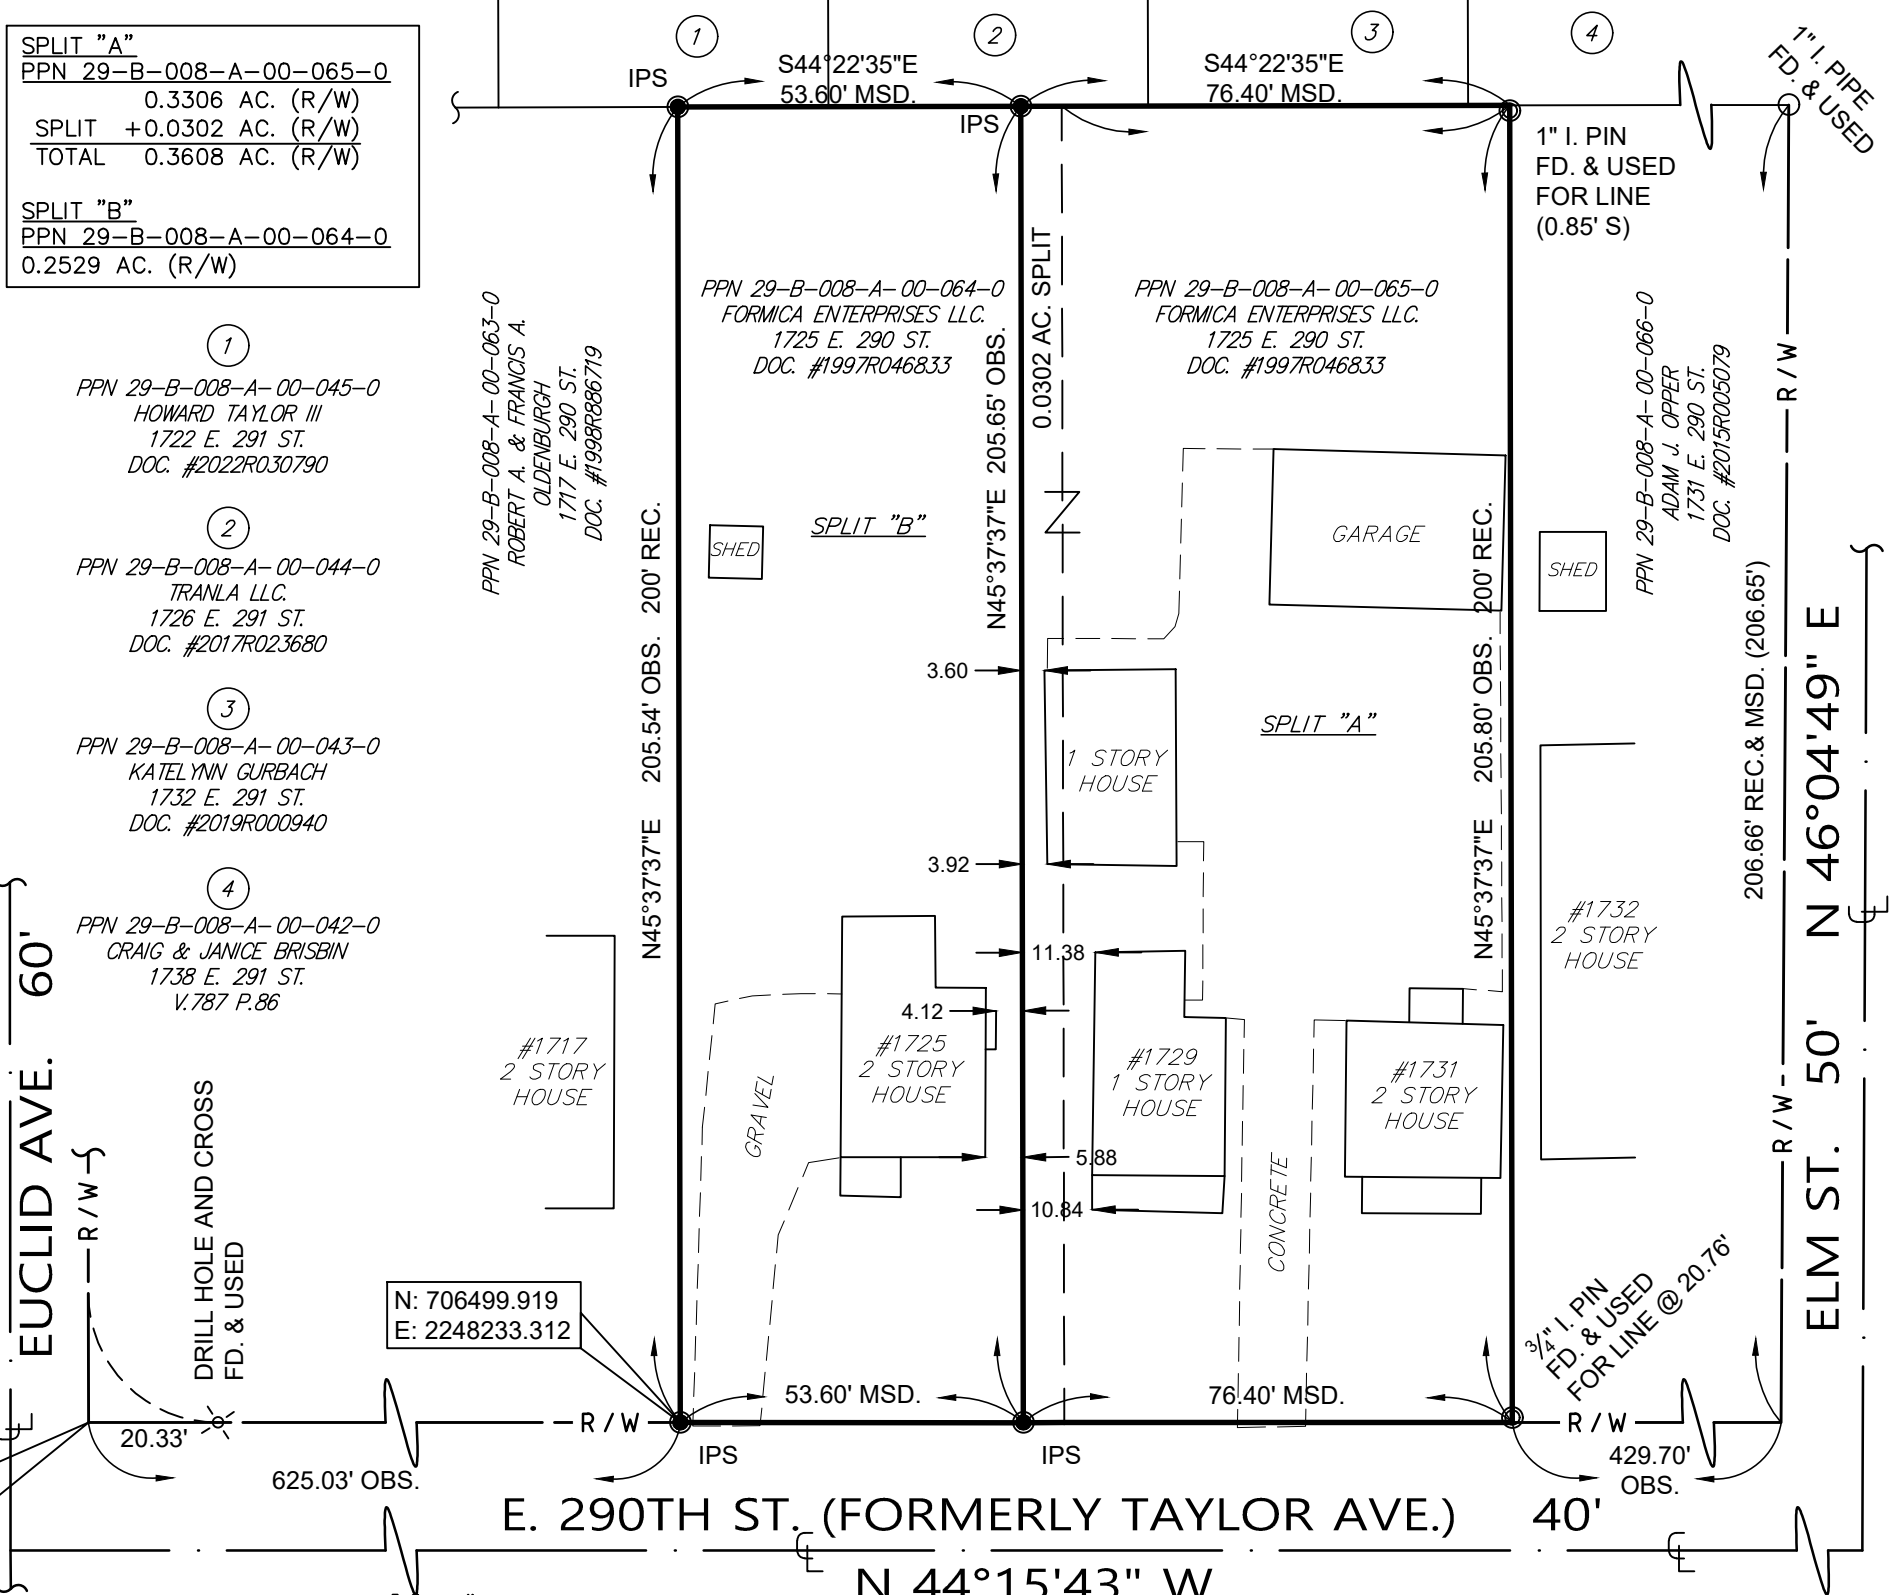 SPLIT "A"
PPN 29-B-008-A-00-065-0
0.3306 AC. (R/W)
SPLIT +0.0302 AC. (R/W)
TOTAL 0.3608 AC. (R/W)
SPLIT "B"
PPN 29-B-008-A-00-064-0
0.2529 AC. (R/W)
1
PPN 29-B-008-A-00-045-0
HOWARD TAYLOR III
1722 E. 291 ST.
DOC. #2022R030790
2
PPN 29-B-008-A-00-044-0
TRANLA LLC.
1726 E. 291 ST.
DOC. #2017R023680
3
PPN 29-B-008-A-00-043-0
KATELYNN GURBACH
1732 E. 291 ST.
DOC. #2019R000940
4
PPN 29-B-008-A-00-042-0
CRAIG & JANICE BRISBIN
1738 E. 291 ST.
V.787 P.86
1
2
3
4
IPS
S44°22'35"E
53.60' MSD.
IPS
S44°22'35"E
76.40' MSD.
1" I. PIPE
FD. & USED
1" I. PIN
FD. & USED
FOR LINE
(0.85' S)
PPN 29-B-008-A-00-063-0
ROBERT A. & FRANCIS A.
OLDENBURGH
1717 E. 290 ST.
DOC. #1998R886719
PPN 29-B-008-A-00-064-0
FORMICA ENTERPRISES LLC.
1725 E. 290 ST.
DOC. #1997R046833
0.0302 AC. SPLIT
PPN 29-B-008-A-00-065-0
FORMICA ENTERPRISES LLC.
1725 E. 290 ST.
DOC. #1997R046833
PPN 29-B-008-A-00-066-0
ADAM J. OPPER
1731 E. 290 ST.
DOC. #2015R005079
R/W
N45°37'37"E 205.54' OBS. 200' REC.
N45°37'37"E 205.65' OBS.
N45°37'37"E 205.80' OBS. 200' REC.
206.66' REC.& MSD. (206.65')
SHED
SPLIT "B"
GARAGE
SHED
3.60
SPLIT "A"
1 STORY
HOUSE
3.92
11.38
4.12
#1717
2 STORY
HOUSE
GRAVEL
#1725
2 STORY
HOUSE
#1729
1 STORY
HOUSE
#1731
2 STORY
HOUSE
#1732
2 STORY
HOUSE
5.88
10.84
CONCRETE
EUCLID AVE. 60'
R/W
DRILL HOLE AND CROSS
FD. & USED
N: 706499.919
E: 2248233.312
R/W
ELM ST. 50' N 46°04'49" E
3/4" I. PIN
FD. & USED
FOR LINE @ 20.76'
53.60' MSD.
76.40' MSD.
20.33'
R/W
R/W
IPS
IPS
625.03' OBS.
429.70'
OBS.
E. 290TH ST. (FORMERLY TAYLOR AVE.) 40'
N 44°15'43" W